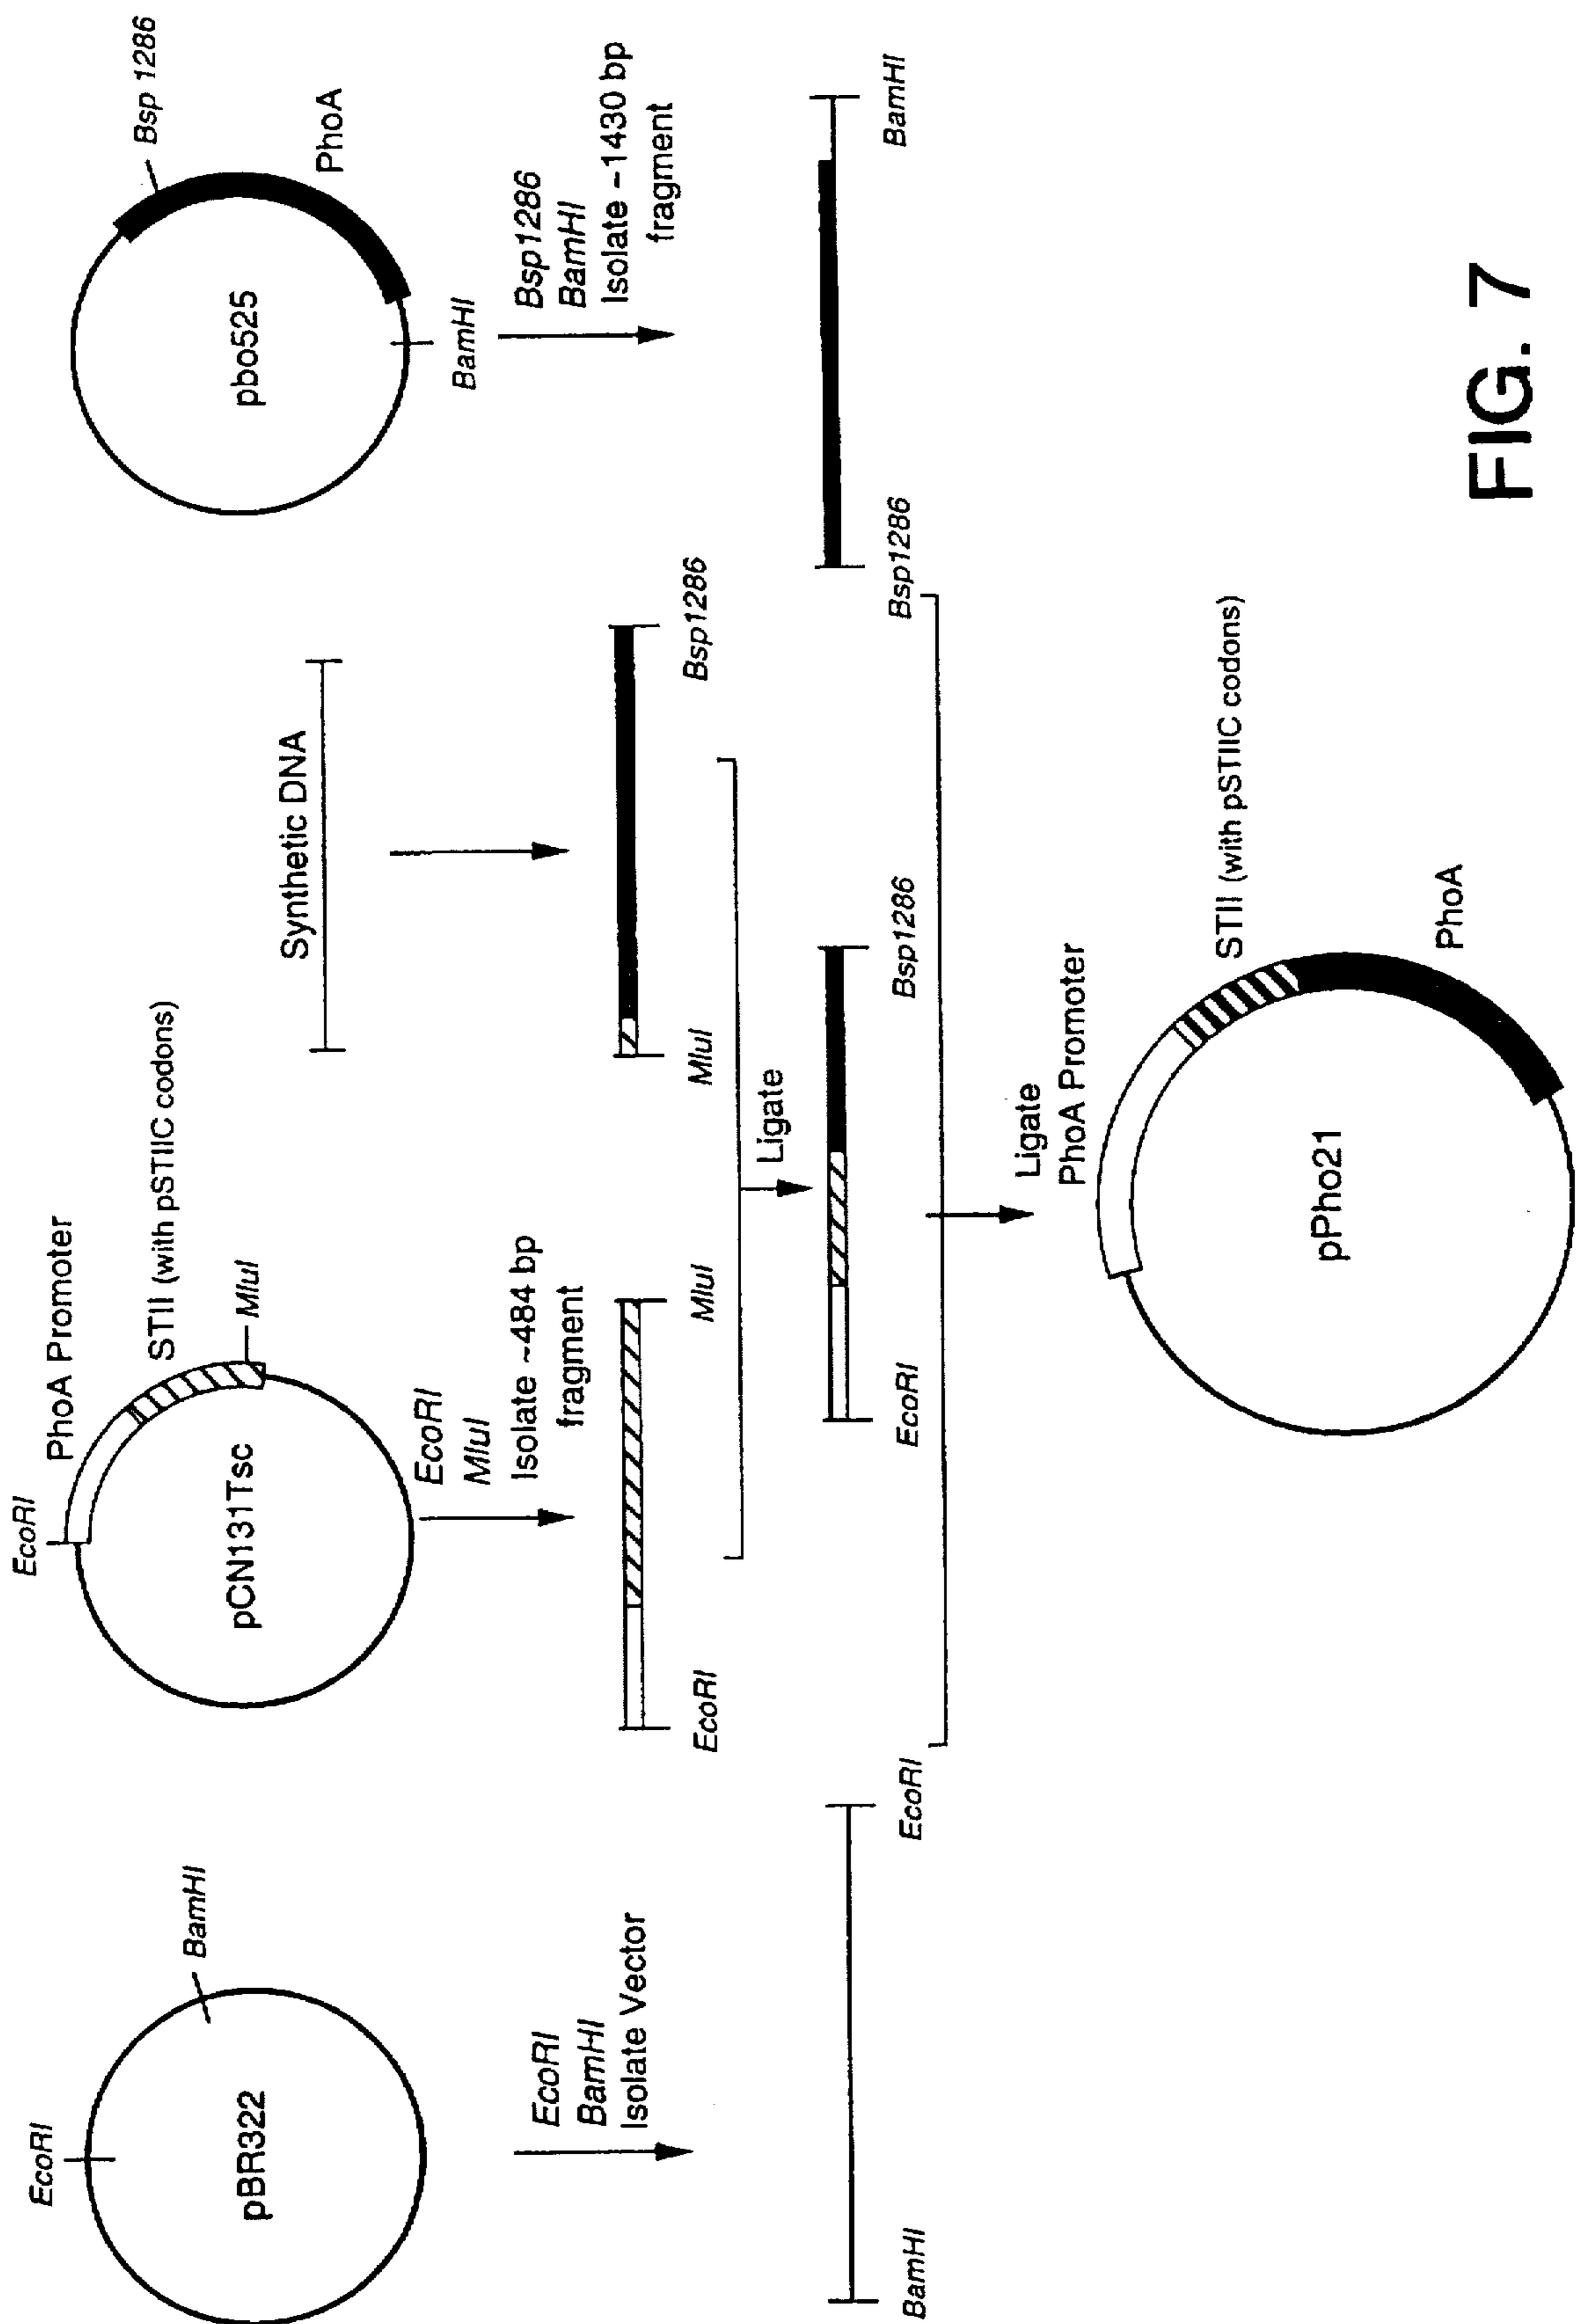 EcoRI
BamHI
pBR322
EcoRI
BamHI
Isolate Vector
BamHI
EcoRI
EcoRI
PhoA Promoter
STII (with pSTIIC codons)
MluI
pCN131Tsc
EcoRI
MluI
Isolate ~484 bp
fragment
EcoRI
MluI
Synthetic DNA
MluI
Bsp1286
Ligate
EcoRI
Bsp1286
Bsp 1286
PhoA
pbo525
BamHI
Bsp1286
BamHI
Isolate ~1430 bp
fragment
Bsp1286
BamHI
Ligate
PhoA Promoter
STII (with pSTIIC codons)
PhoA
pPho21
FIG. 7